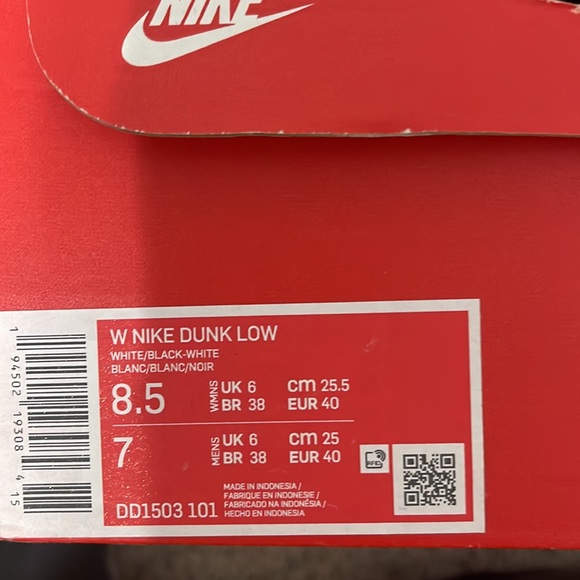 NIKE
W NIKE DUNK LOW
WHITE/BLACK-WHITE
BLANC/BLANC/NOIR
8.5 WMNS UK 6 cm 25.5
BR 38 EUR 40
7 MENS UK 6 cm 25
BR 38 EUR 40
RFID
MADE IN INDONESIA /
FABRIQUE EN INDONESIE /
FABRICADO NA INDONÉSIA /
HECHO EN INDONESIA
DD1503 101
1 94502 19308 4 15